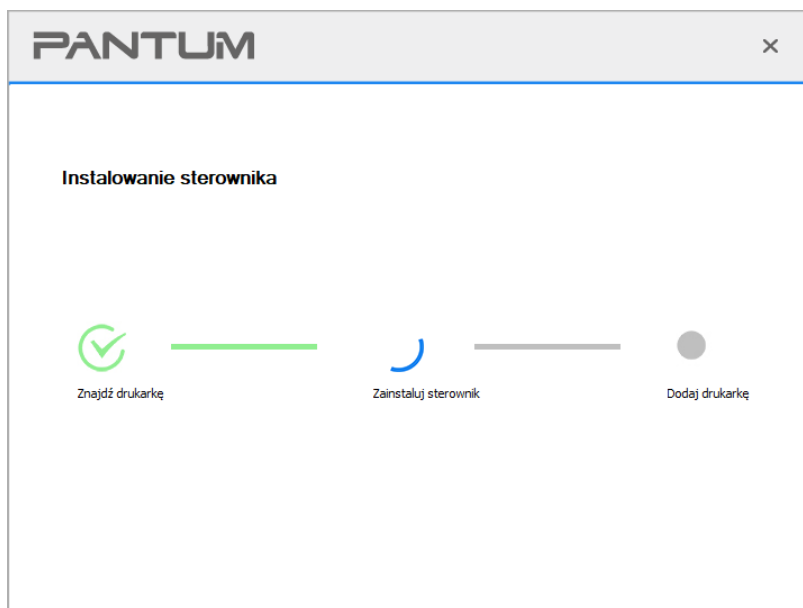 PANTUM
Instalowanie sterownika
Znajdź drukarkę
Zainstaluj sterownik
Dodaj drukarkę